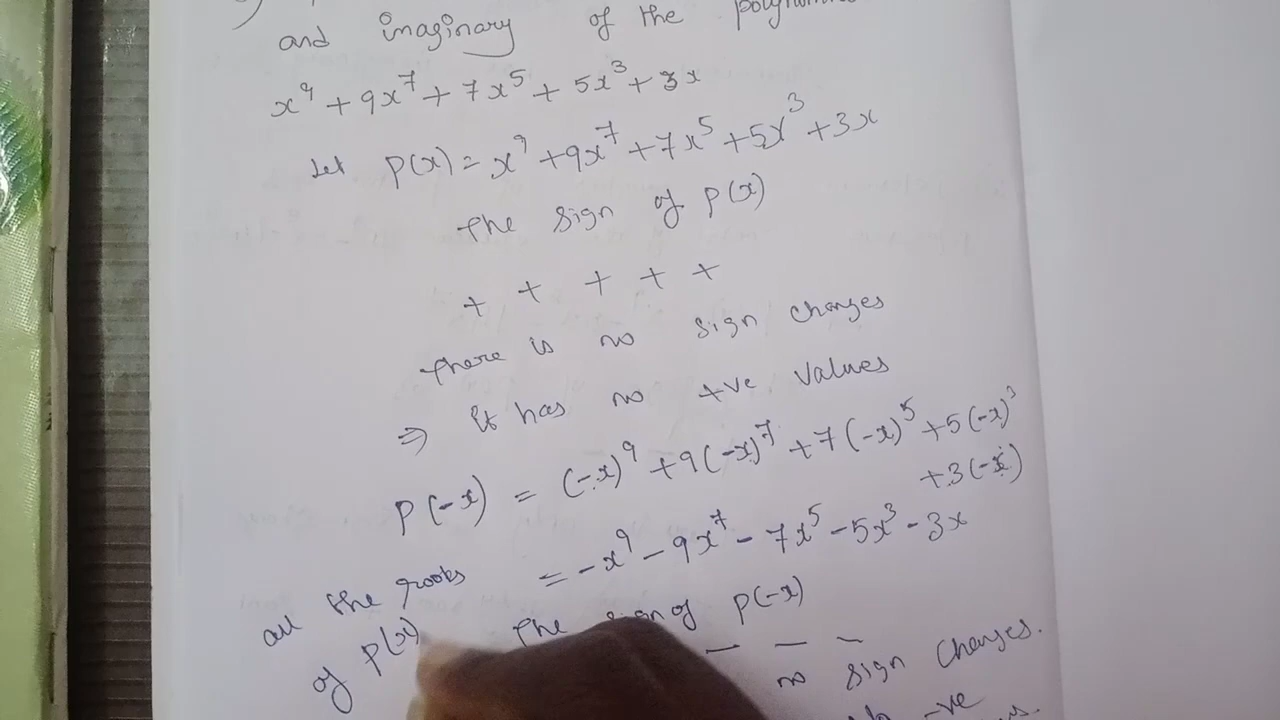 and imaginary of the
x⁹ + 9x⁷ + 7x⁵ + 5x³ + 3x
Let P(x) = x⁹ + 9x⁷ + 7x⁵ + 5x³ + 3x
The sign of P(x)
+ + + + +
There is no sign changes
⇒ It has no +ve values
P(-x) = (-x)⁹ + 9(-x)⁷ + 7(-x)⁵ + 5(-x)³
+ 3(-x)
= -x⁹ - 9x⁷ - 7x⁵ - 5x³ - 3x
The sign of P(-x)
— — —
no sign changes.
-ve
all the roots
of P(x)